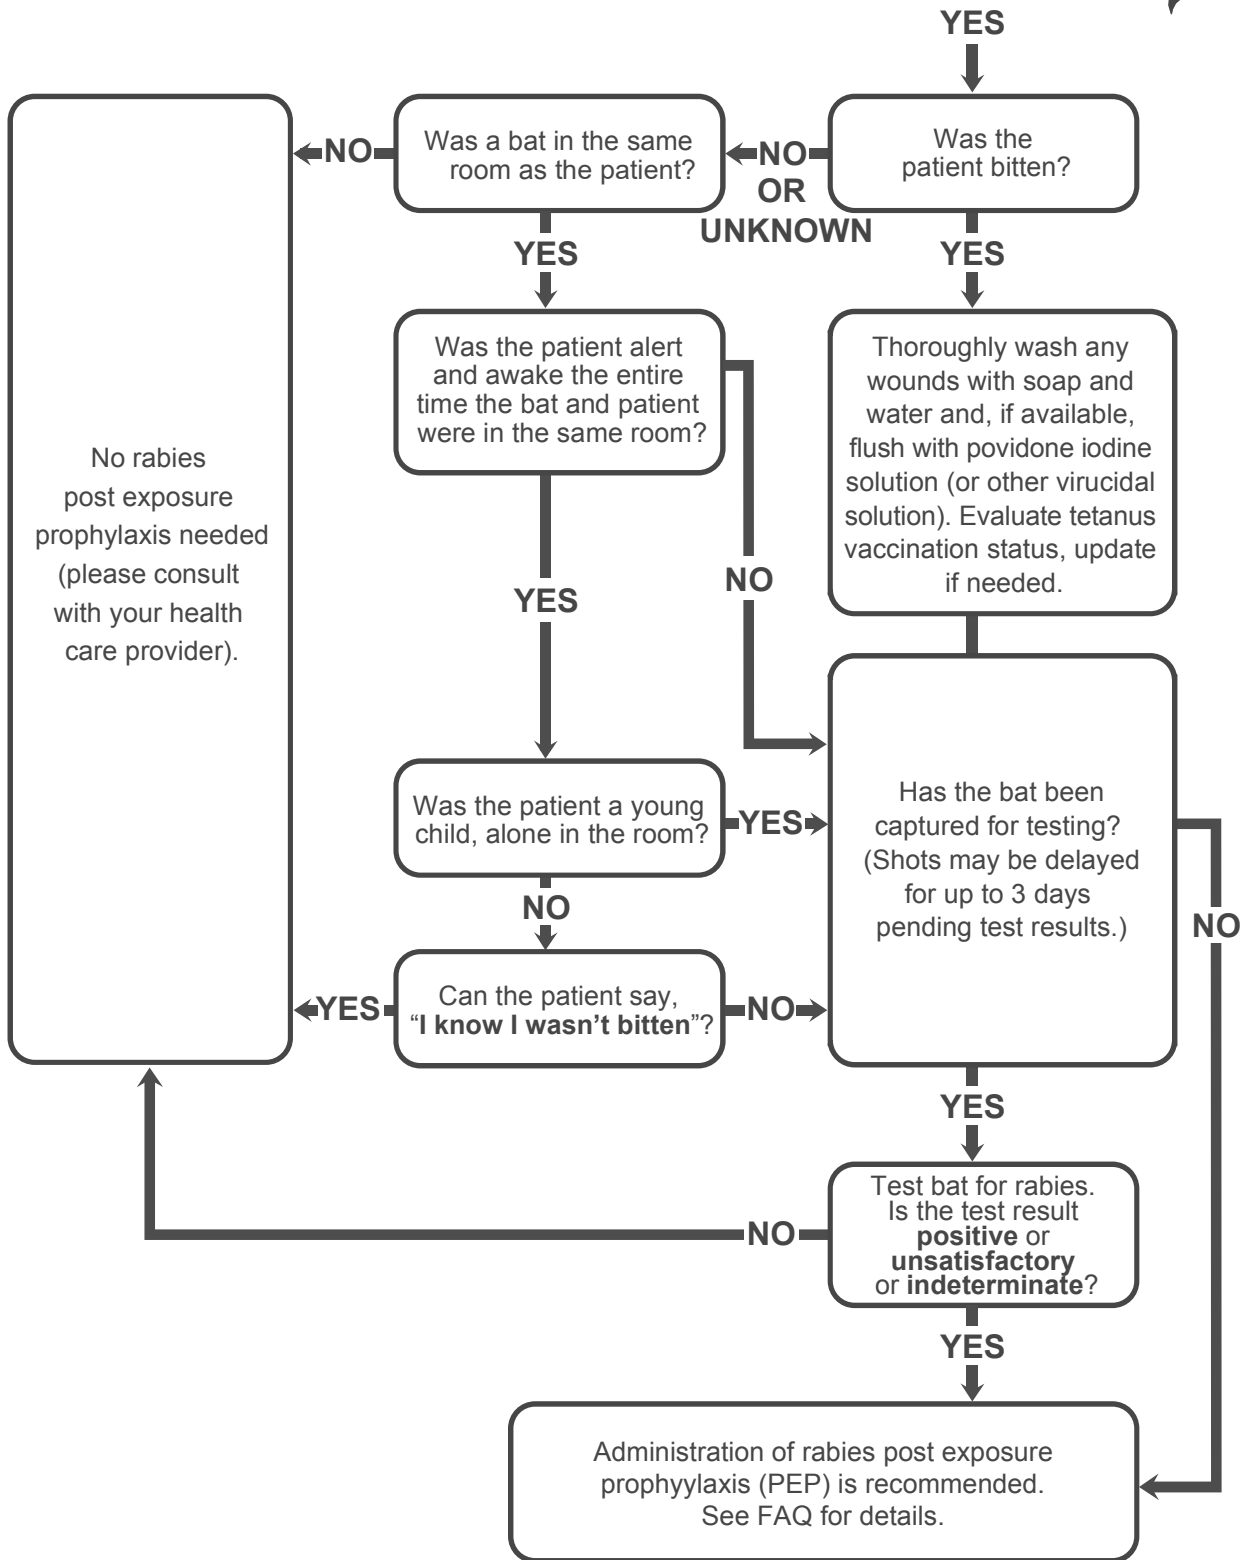 YES
Was the
patient bitten?
NO
OR
UNKNOWN
Was a bat in the same
room as the patient?
NO
YES
YES
No rabies
post exposure
prophylaxis needed
(please consult
with your health
care provider).
Was the patient alert
and awake the entire
time the bat and patient
were in the same room?
Thoroughly wash any
wounds with soap and
water and, if available,
flush with povidone iodine
solution (or other virucidal
solution). Evaluate tetanus
vaccination status, update
if needed.
YES
NO
Was the patient a young
child, alone in the room?
YES
Has the bat been
captured for testing?
(Shots may be delayed
for up to 3 days
pending test results.)
NO
NO
Can the patient say,
“I know I wasn't bitten”?
YES
NO
YES
Test bat for rabies.
Is the test result
positive or
unsatisfactory
or indeterminate?
NO
YES
Administration of rabies post exposure
prophyylaxis (PEP) is recommended.
See FAQ for details.